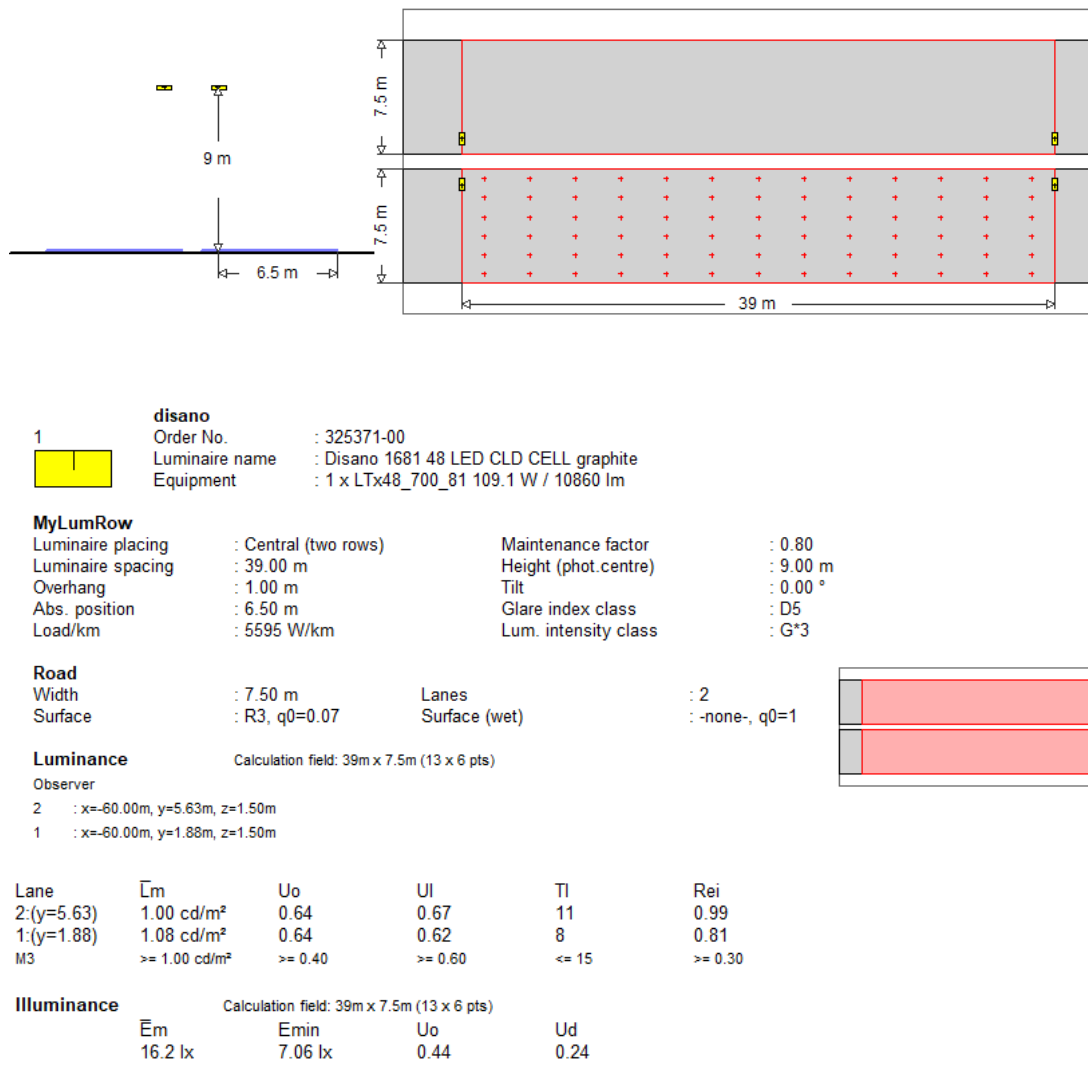 7.5 m
9 m
7.5 m
6.5 m
39 m
disano
1 Order No. : 325371-00
Luminaire name : Disano 1681 48 LED CLD CELL graphite
Equipment : 1 x LTx48_700_81 109.1 W / 10860 lm
MyLumRow
Luminaire placing : Central (two rows) Maintenance factor : 0.80
Luminaire spacing : 39.00 m Height (phot.centre) : 9.00 m
Overhang : 1.00 m Tilt : 0.00 °
Abs. position : 6.50 m Glare index class : D5
Load/km : 5595 W/km Lum. intensity class : G*3
Road
Width : 7.50 m Lanes : 2
Surface : R3, q0=0.07 Surface (wet) : -none-, q0=1
Luminance Calculation field: 39m x 7.5m (13 x 6 pts)
Observer
2 : x=-60.00m, y=5.63m, z=1.50m
1 : x=-60.00m, y=1.88m, z=1.50m
Lane L̅m Uo Ul TI Rei
2:(y=5.63) 1.00 cd/m² 0.64 0.67 11 0.99
1:(y=1.88) 1.08 cd/m² 0.64 0.62 8 0.81
M3 >= 1.00 cd/m² >= 0.40 >= 0.60 <= 15 >= 0.30
Illuminance Calculation field: 39m x 7.5m (13 x 6 pts)
E̅m Emin Uo Ud
16.2 lx 7.06 lx 0.44 0.24